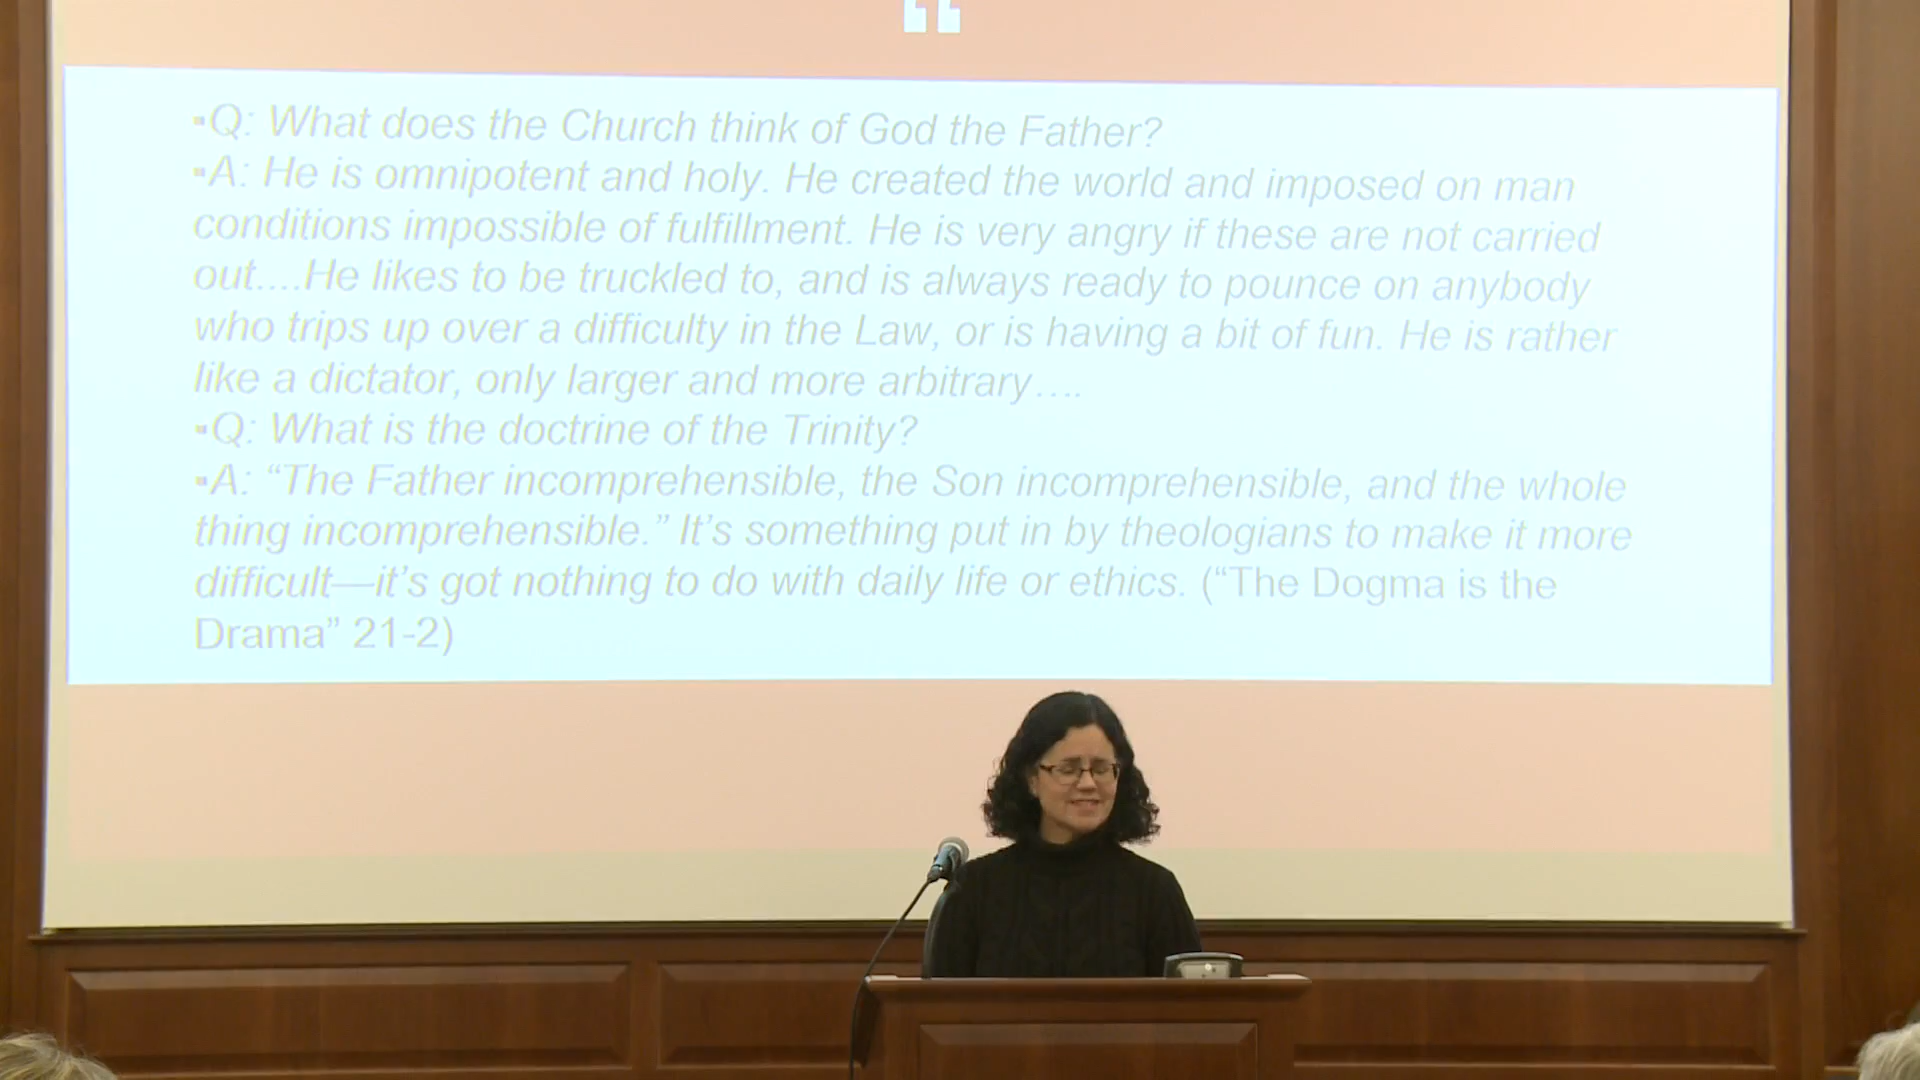 “
▪Q: What does the Church think of God the Father?
▪A: He is omnipotent and holy. He created the world and imposed on man
conditions impossible of fulfillment. He is very angry if these are not carried
out....He likes to be truckled to, and is always ready to pounce on anybody
who trips up over a difficulty in the Law, or is having a bit of fun. He is rather
like a dictator, only larger and more arbitrary….
▪Q: What is the doctrine of the Trinity?
▪A: “The Father incomprehensible, the Son incomprehensible, and the whole
thing incomprehensible.” It’s something put in by theologians to make it more
difficult—it’s got nothing to do with daily life or ethics. (“The Dogma is the
Drama” 21-2)